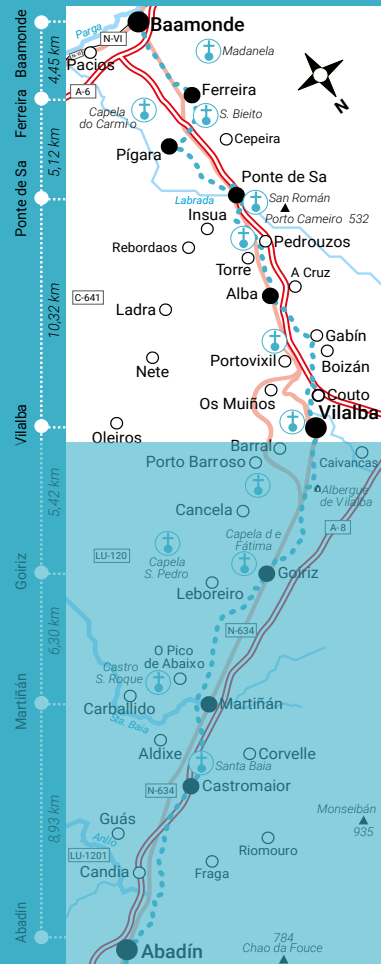 Baamonde
4,45 km
Ferreira
5,12 km
Ponte de Sa
10,32 km
Vilalba
5,42 km
Goiriz
6,30 km
Martiñán
8,93 km
Abadín
Parga
N-VI
Baamonde
Madanela
N-VI
Pacios
A-6
Ferreira
Capela
do Carmi o
S. Bieito
Cepeira
N
Pígara
Ponte de Sa
Labrada
San Román
Insua
Porto Cameiro 532
Rebordaos
Pedrouzos
Torre
A Cruz
C-641
Alba
Ladra
Gabín
Nete
Portovixil
Boizán
Os Muiños
Couto
Vilalba
Oleiros
Barral
Porto Barroso
Caivancas
Albergue
de Vilalba
Cancela
A-8
LU-120
Capela d e
Fátima
Capela
S. Pedro
Goiriz
Leboreiro
N-634
O Pico
de Abaixo
Castro
S. Roque
Carballido
Martiñán
Sta. Baia
Aldixe
Corvelle
Santa Baia
N-634
Castromaior
Monseibán
935
Guás
Anllo
LU-1201
Riomouro
Candia
Fraga
784
Abadín
Chao da Fouce